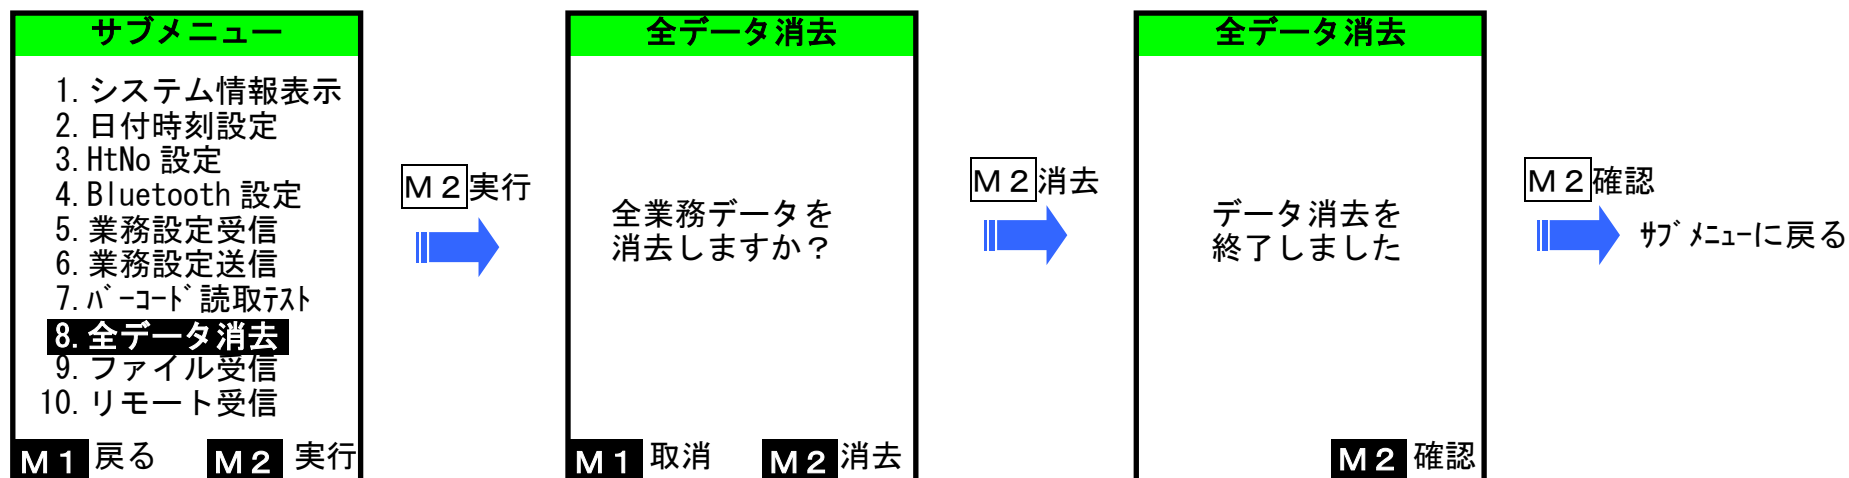 サブメニュー
1. システム情報表示
2. 日付時刻設定
3. HtNo 設定
4. Bluetooth 設定
5. 業務設定受信
6. 業務設定送信
7. ﾊﾞｰｺｰﾄﾞ読取ﾃｽﾄ
8. 全データ消去
9. ファイル受信
10. リモート受信
M1 戻る M2 実行
M2 実行
全データ消去
全業務データを
消去しますか？
M1 取消 M2 消去
M2 消去
全データ消去
データ消去を
終了しました
M2 確認
M2 確認
ｻﾌﾞﾒﾆｭｰに戻る